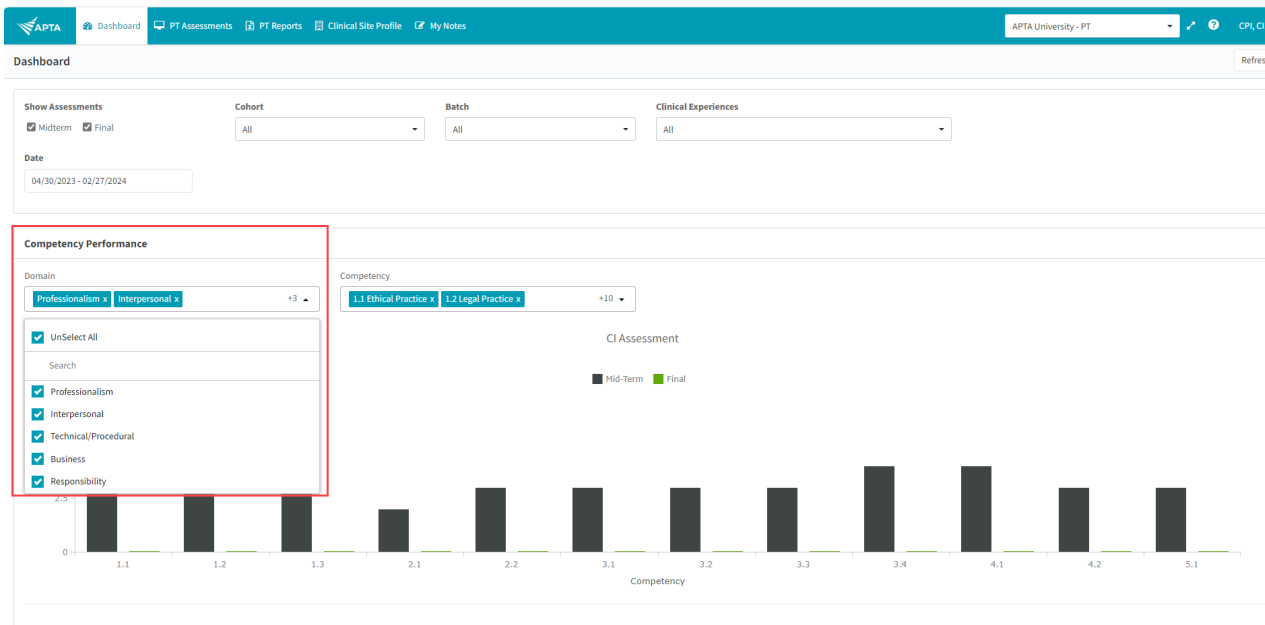 APTA Dashboard PT Assessments PT Reports Clinical Site Profile My Notes APTA University - PT ? CPI, CI
Dashboard Refres
Show Assessments Cohort Batch Clinical Experiences
Midterm Final All All All
Date
04/30/2023 - 02/27/2024
Competency Performance
Domain Competency
Professionalism x Interpersonal x +3 1.1 Ethical Practice x 1.2 Legal Practice x +10
UnSelect All CI Assessment
Search
Mid-Term Final
Professionalism
Interpersonal
Technical/Procedural
Business
Responsibility
2.5
0
1.1 1.2 1.3 2.1 2.2 3.1 3.2 3.3 3.4 4.1 4.2 5.1
Competency